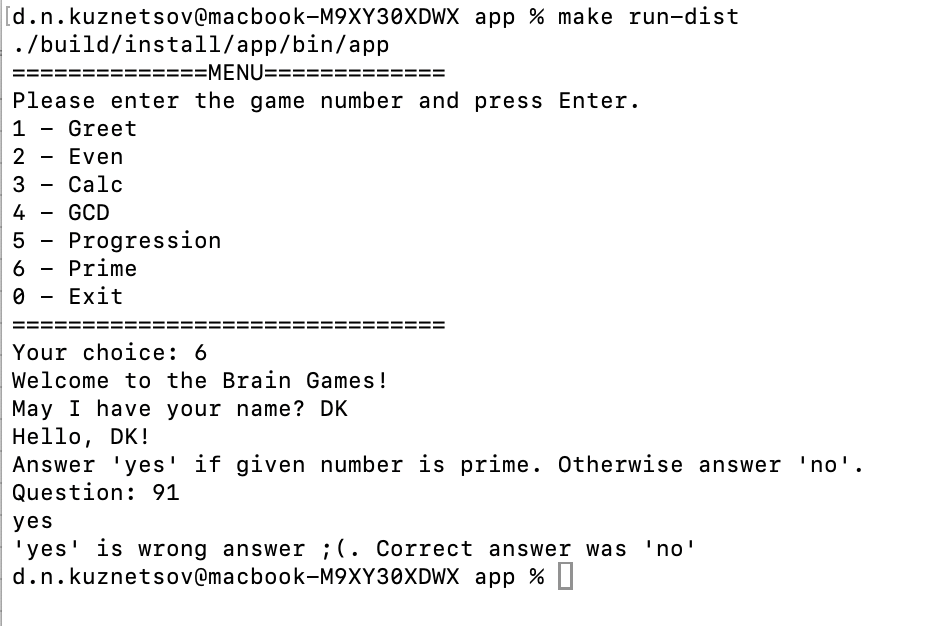 [d.n.kuznetsov@macbook-M9XY30XDWX app % make run-dist
./build/install/app/bin/app
==============MENU=============
Please enter the game number and press Enter.
1 - Greet
2 - Even
3 - Calc
4 - GCD
5 - Progression
6 - Prime
0 - Exit
===============================
Your choice: 6
Welcome to the Brain Games!
May I have your name? DK
Hello, DK!
Answer 'yes' if given number is prime. Otherwise answer 'no'.
Question: 91
yes
'yes' is wrong answer ;(. Correct answer was 'no'
d.n.kuznetsov@macbook-M9XY30XDWX app %